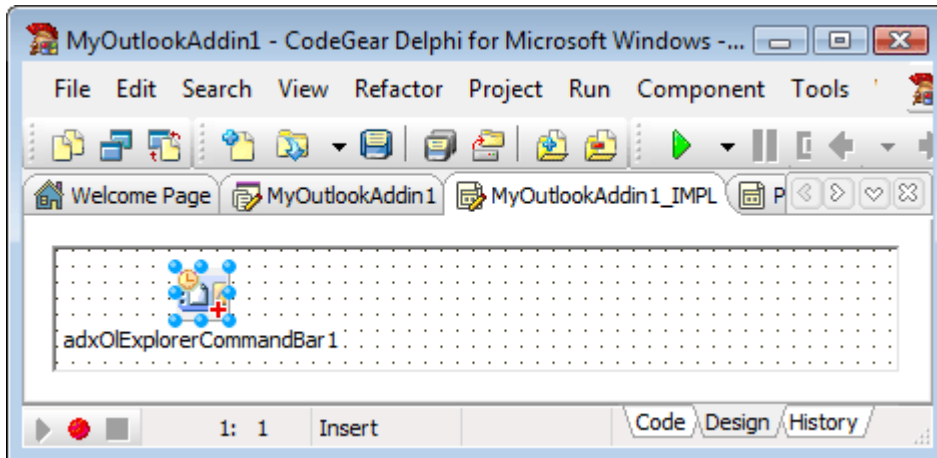 MyOutlookAddin1 - CodeGear Delphi for Microsoft Windows -...
File Edit Search View Refactor Project Run Component Tools
Welcome Page MyOutlookAddin1 MyOutlookAddin1_IMPL P
adxOlExplorerCommandBar1
1: 1 Insert Code Design History